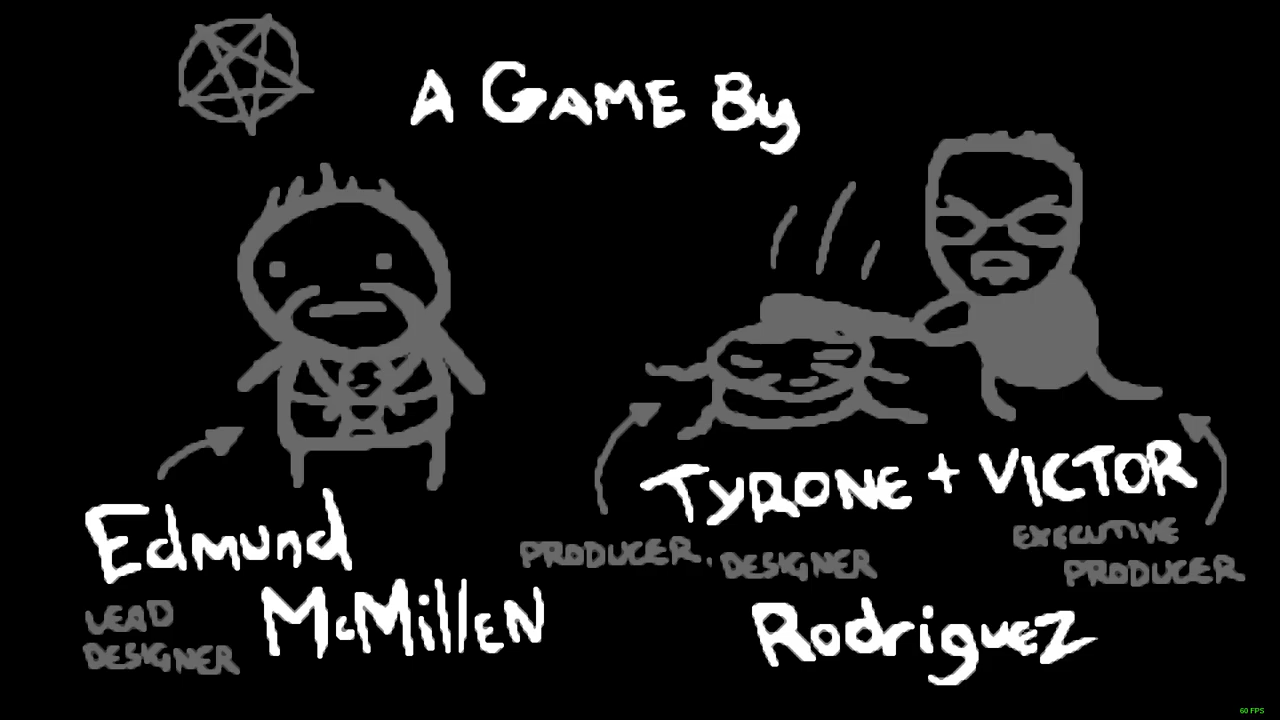 A GAME By
TYRONE + VICTOR
Edmund
PRODUCER, DESIGNER
EXECUTIVE
PRODUCER
McMillEN
LEAD
DESIGNER
RodriguEZ
60 FPS